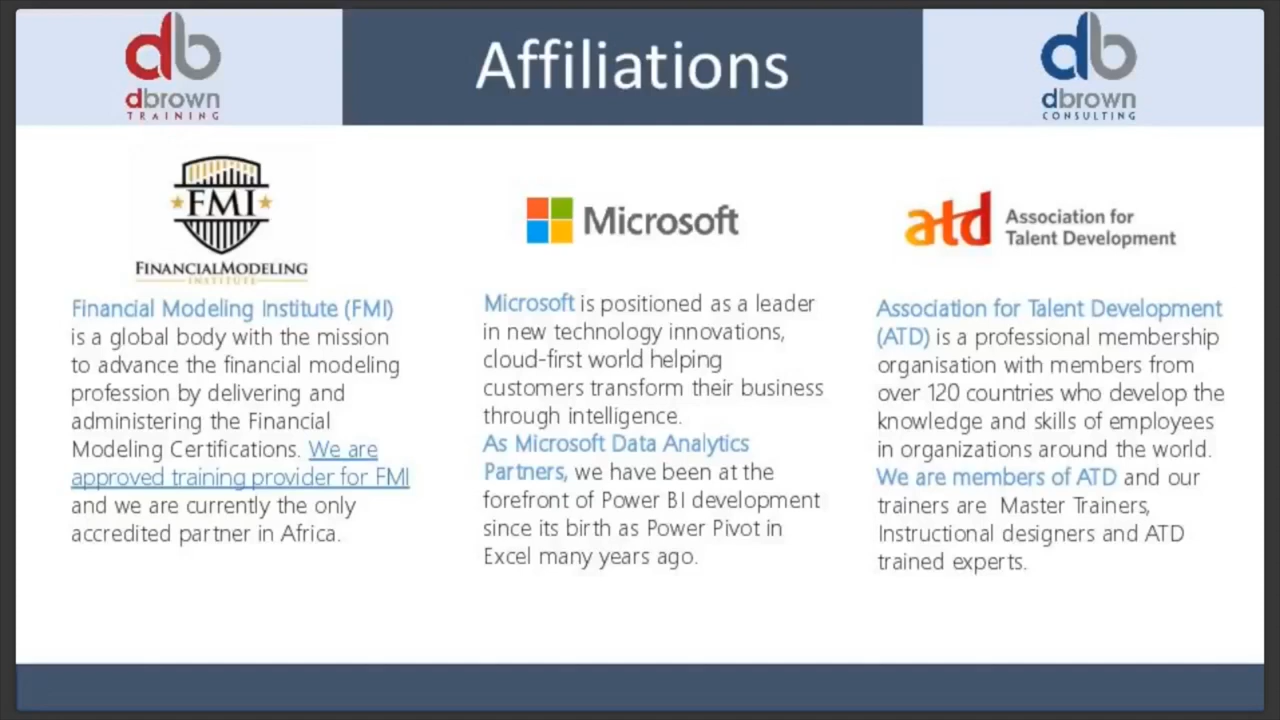 db
dbrown
TRAINING
Affiliations
db
dbrown
CONSULTING
FMI
FINANCIALMODELING
INSTITUTE
Financial Modeling Institute (FMI)
is a global body with the mission
to advance the financial modeling
profession by delivering and
administering the Financial
Modeling Certifications. We are
approved training provider for FMI
and we are currently the only
accredited partner in Africa.
Microsoft
Microsoft is positioned as a leader
in new technology innovations,
cloud-first world helping
customers transform their business
through intelligence.
As Microsoft Data Analytics
Partners, we have been at the
forefront of Power BI development
since its birth as Power Pivot in
Excel many years ago.
atd
Association for
Talent Development
Association for Talent Development
(ATD) is a professional membership
organisation with members from
over 120 countries who develop the
knowledge and skills of employees
in organizations around the world.
We are members of ATD and our
trainers are Master Trainers,
Instructional designers and ATD
trained experts.